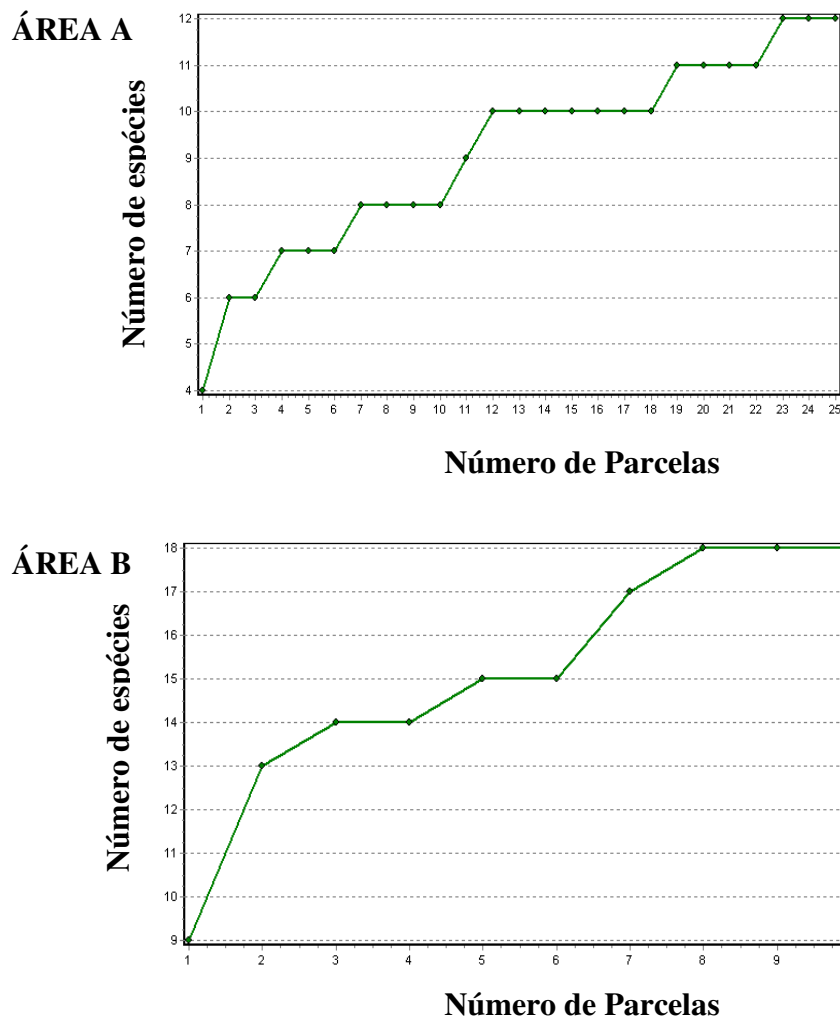 ÁREA A
Número de espécies
12
11
10
9
8
7
6
5
4
1 2 3 4 5 6 7 8 9 10 11 12 13 14 15 16 17 18 19 20 21 22 23 24 25
Número de Parcelas
ÁREA B
Número de espécies
18
17
16
15
14
13
12
11
10
9
1 2 3 4 5 6 7 8 9
Número de Parcelas